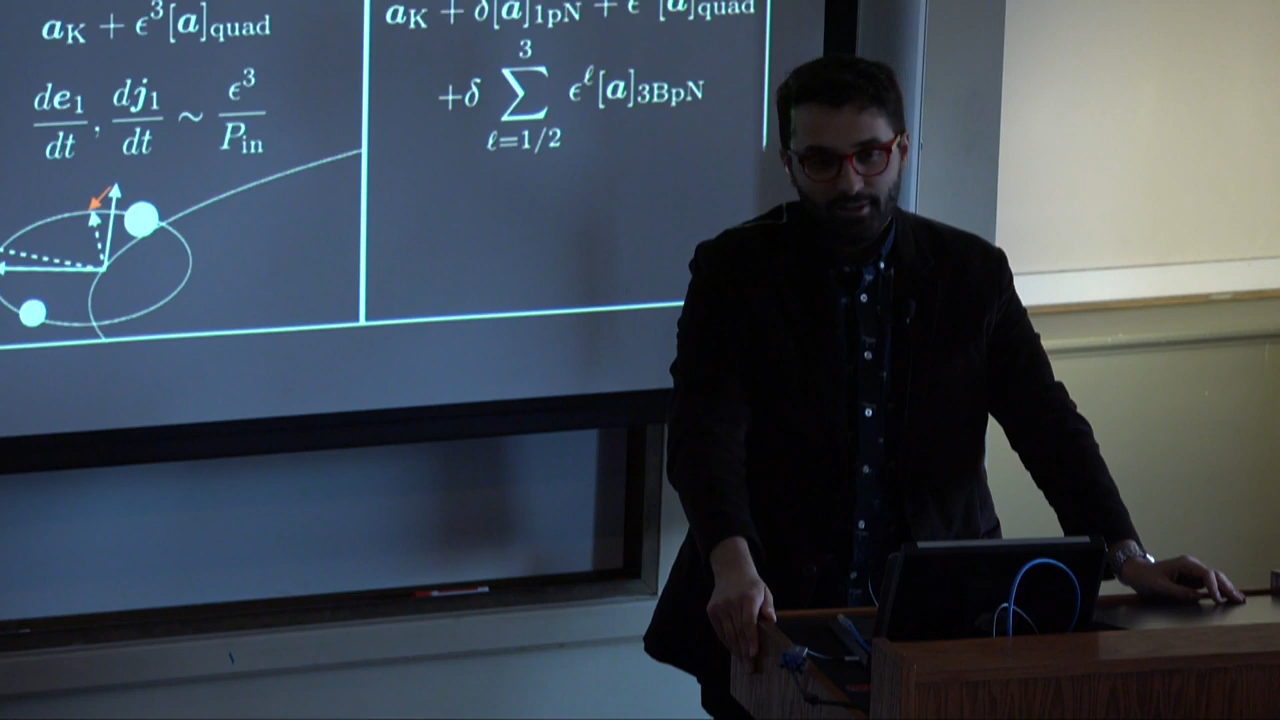 a_K + ϵ^3[a]_quad
de_1/dt, dj_1/dt ~ ϵ^3/P_in
a_K + δ[a]_1pN + ϵ [a]_quad
+δ ∑_{ℓ=1/2}^{3} ϵ^ℓ[a]_3BpN